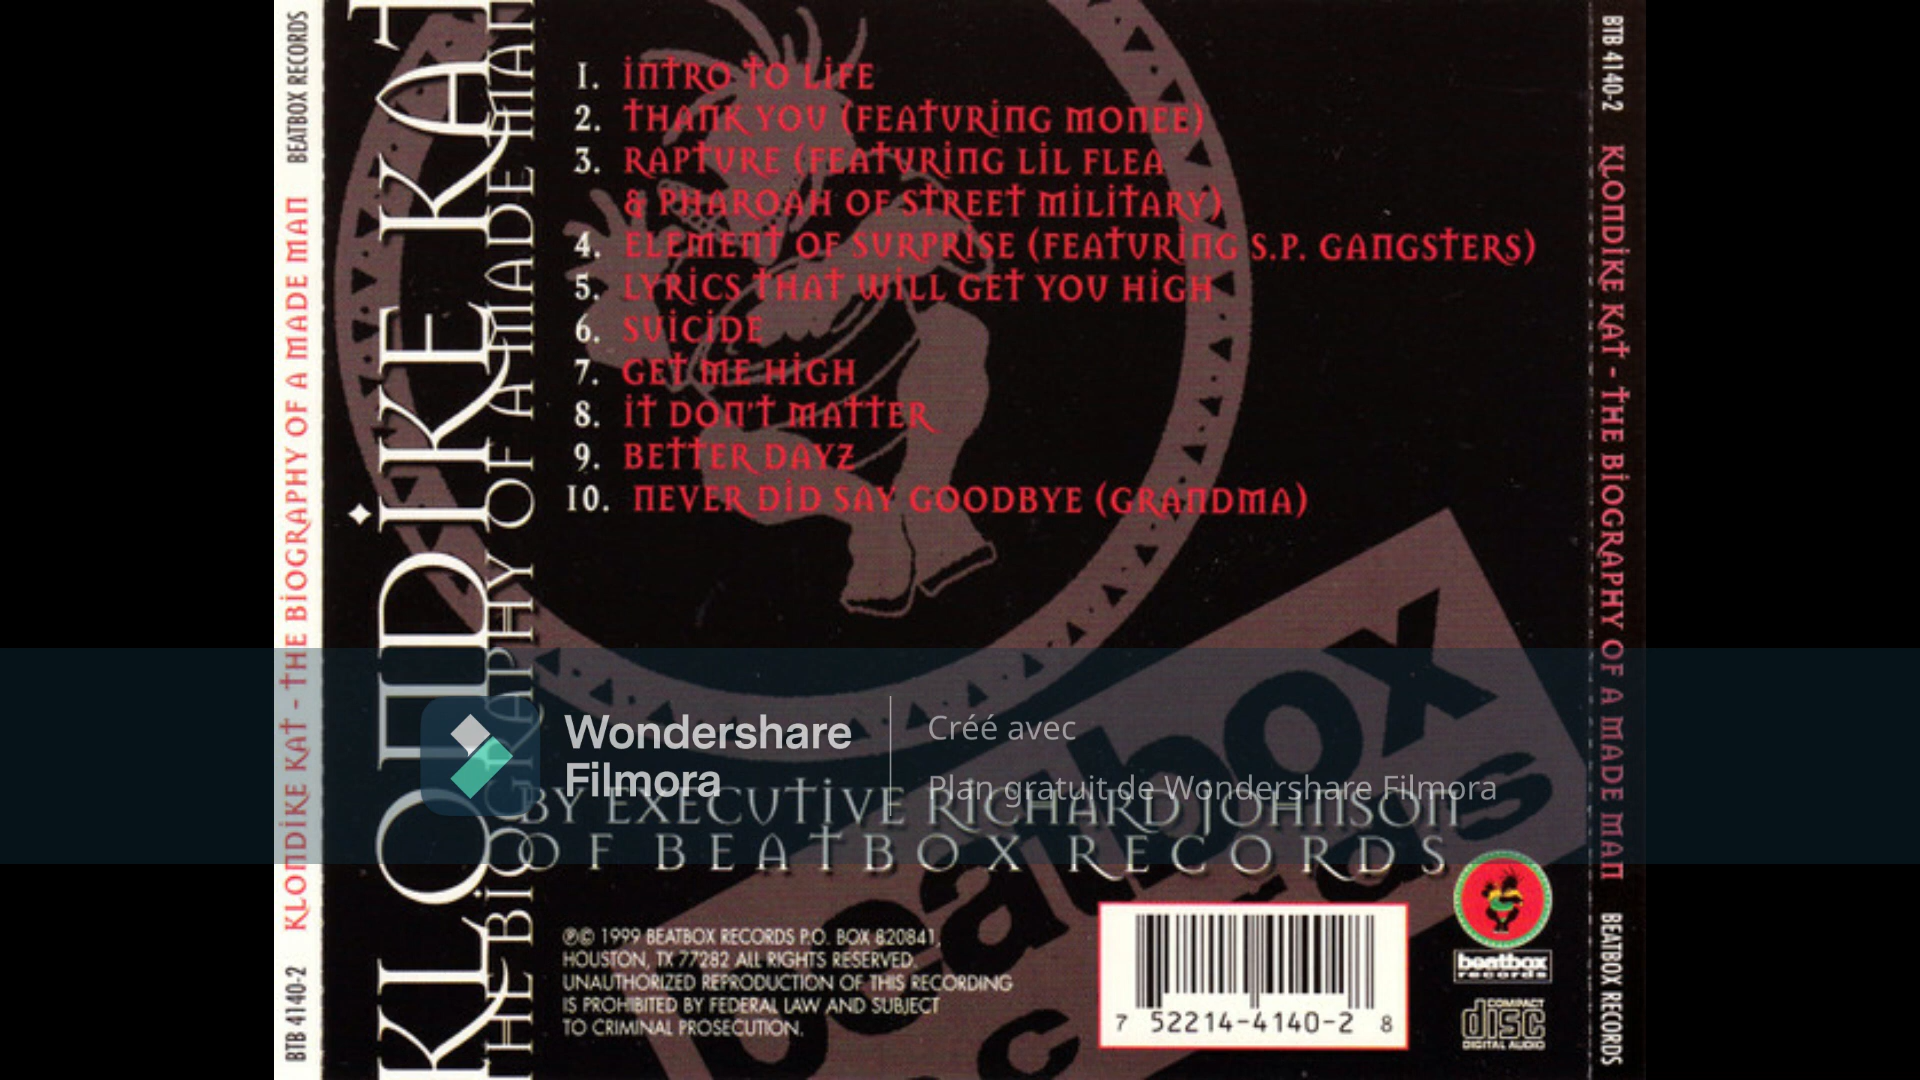 BEATBOX RECORDS
KLONDIKE KAT - THE BIOGRAPHY OF A MADE MAN
BTB 4140-2
KLONDIKE KAT
THE BIOGRAPHY OF A MADE MAN
1. INTRO TO LIFE
2. THANK YOU (FEATURING MONEE)
3. RAPTURE (FEATURING LIL FLEA
& PHAROAH OF STREET MILITARY)
4. ELEMENT OF SURPRISE (FEATURING S.P. GANGSTERS)
5. LYRICS THAT WILL GET YOU HIGH
6. SUICIDE
7. GET ME HIGH
8. IT DON'T MATTER
9. BETTER DAYZ
10. NEVER DID SAY GOODBYE (GRANDMA)
Wondershare
Filmora
Créé avec
Plan gratuit de Wondershare Filmora
BY EXECUTIVE RICHARD JOHNSON
OF BEATBOX RECORDS
beatbox
℗© 1999 BEATBOX RECORDS P.O. BOX 820841,
HOUSTON, TX 77282 ALL RIGHTS RESERVED.
UNAUTHORIZED REPRODUCTION OF THIS RECORDING
IS PROHIBITED BY FEDERAL LAW AND SUBJECT
TO CRIMINAL PROSECUTION.
7 52214-4140-2 8
beatbox
records
COMPACT
disc
DIGITAL AUDIO
BTB 4140-2
KLONDIKE KAT - THE BIOGRAPHY OF A MADE MAN
BEATBOX RECORDS